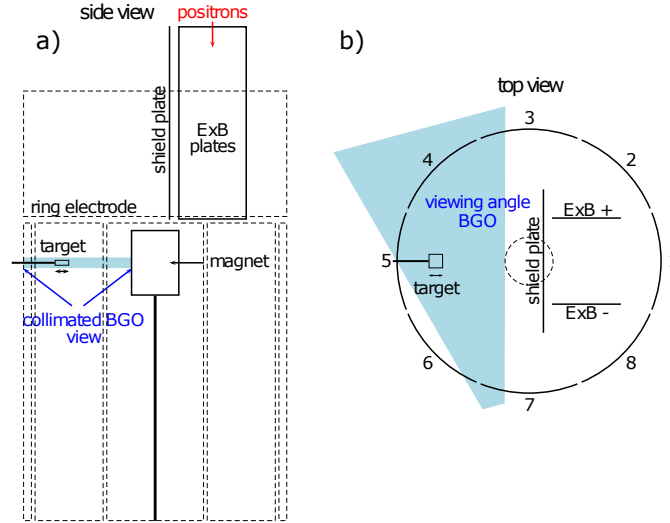 side view
positrons
a)
shield plate
ExB
plates
ring electrode
target
magnet
collimated BGO
view
b)
top view
3
4
2
viewing angle
BGO
ExB +
shield plate
5
target
ExB -
6
8
7